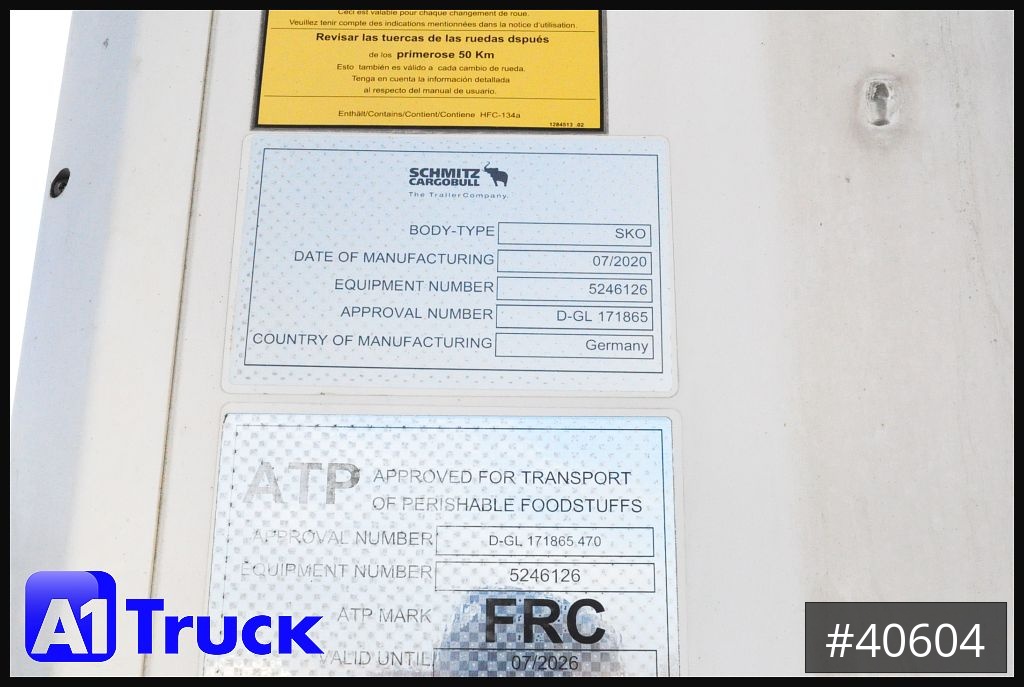 Ceci est valable pour chaque changement de roue.
Veuillez tenir compte des indications mentionnées dans la notice d'utilisation.
Revisar las tuercas de las ruedas dspués
de los primerose 50 Km
Esto también es válido a cada cambio de rueda.
Tenga en cuenta la información detallada
al respecto del manual de usuario.
Enthält/Contains/Contient/Contiene HFC-134a
1284513 02
SCHMITZ
CARGOBULL
The Trailer Company.
BODY-TYPE SKO
DATE OF MANUFACTURING 07/2020
EQUIPMENT NUMBER 5246126
APPROVAL NUMBER D-GL 171865
COUNTRY OF MANUFACTURING Germany
ATP APPROVED FOR TRANSPORT
OF PERISHABLE FOODSTUFFS
APPROVAL NUMBER D-GL 171865 470
EQUIPMENT NUMBER 5246126
ATP MARK FRC
VALID UNTIL 07/2026
A1 Truck
#40604